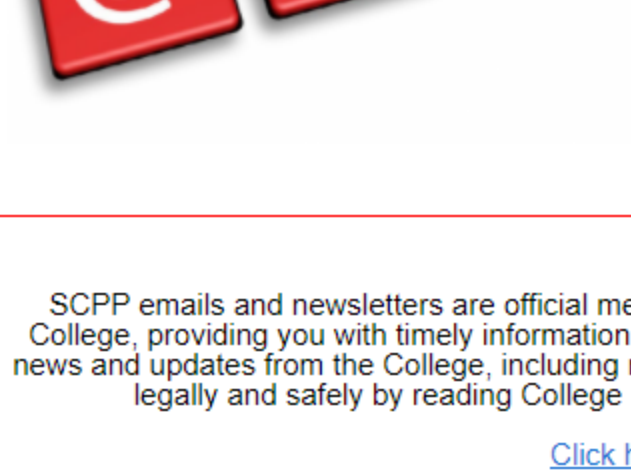 SCPP emails and newsletters are official
College, providing you with timely information
news and updates from the College, including
legally and safely by reading College
Click